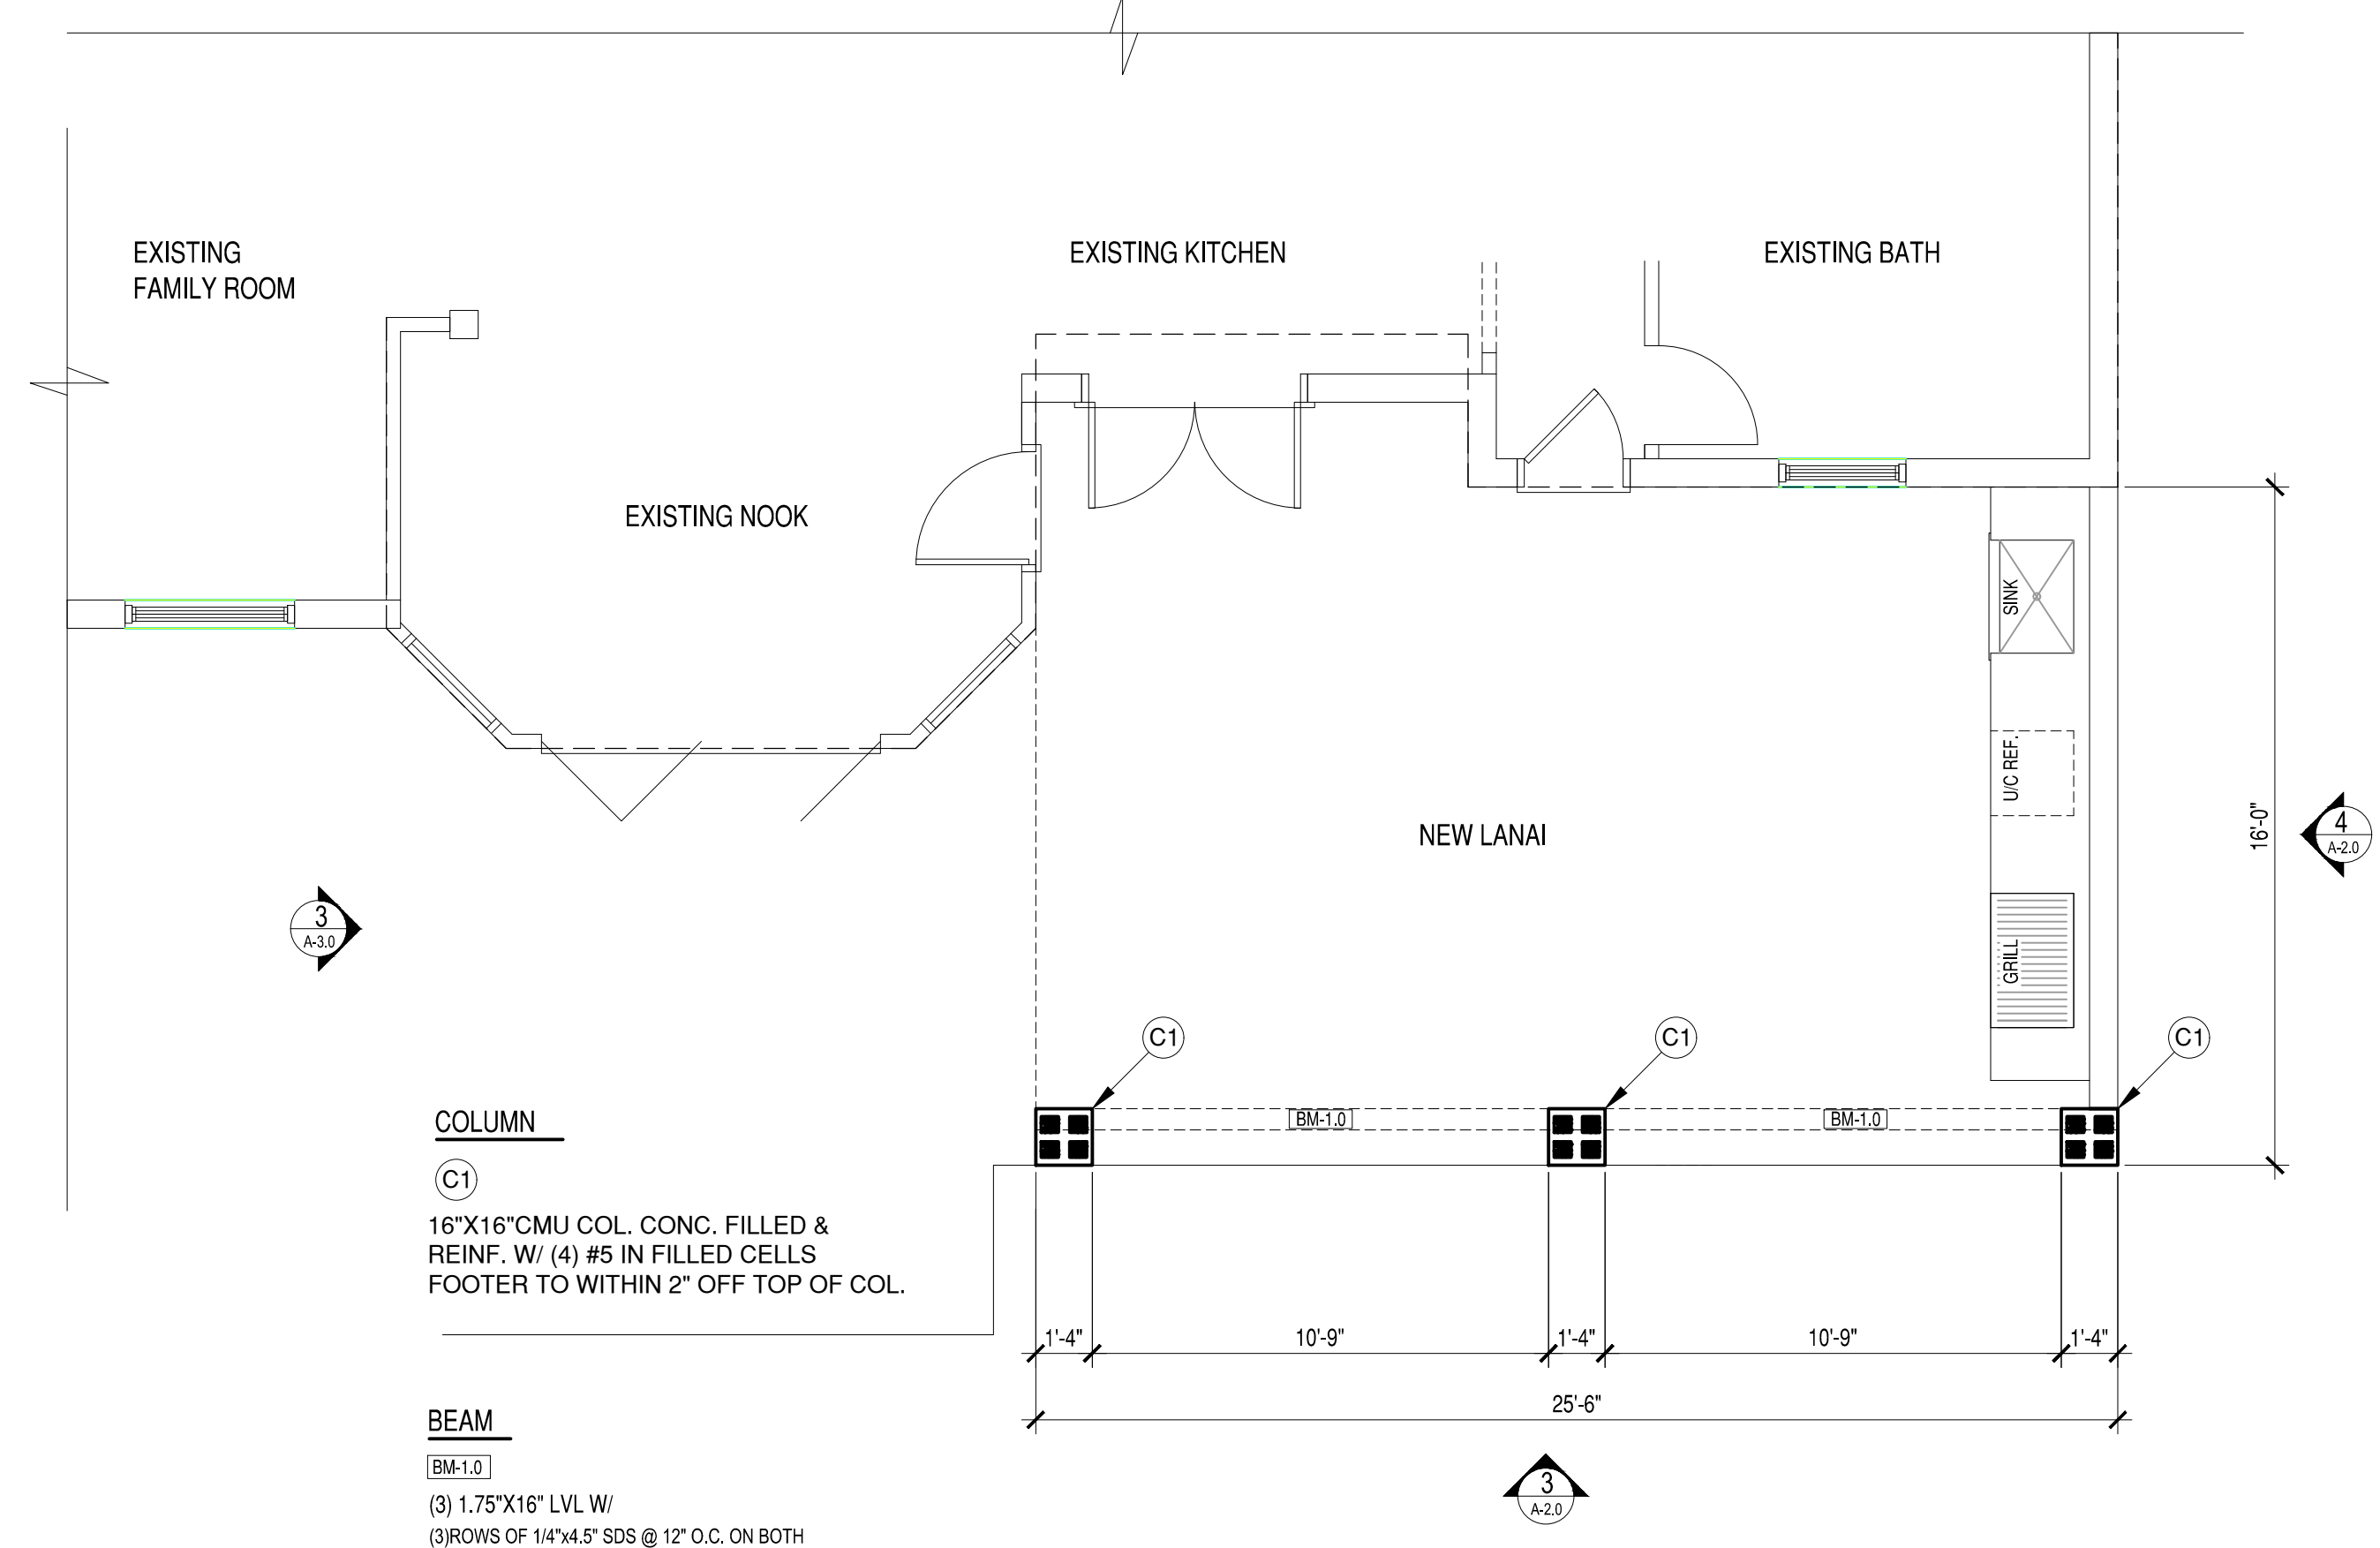 EXISTING
FAMILY ROOM
EXISTING KITCHEN
EXISTING BATH
EXISTING NOOK
SINK
U/C REF.
NEW LANAI
16'-0"
4
A-2.0
3
A-3.0
GRILL
C1
C1
C1
BM-1.0
BM-1.0
COLUMN
C1
16"X16"CMU COL. CONC. FILLED &
REINF. W/ (4) #5 IN FILLED CELLS
FOOTER TO WITHIN 2" OFF TOP OF COL.
1'-4"
10'-9"
1'-4"
10'-9"
1'-4"
25'-6"
BEAM
BM-1.0
(3) 1.75"X16" LVL W/
(3)ROWS OF 1/4"x4.5" SDS @ 12" O.C. ON BOTH
3
A-2.0